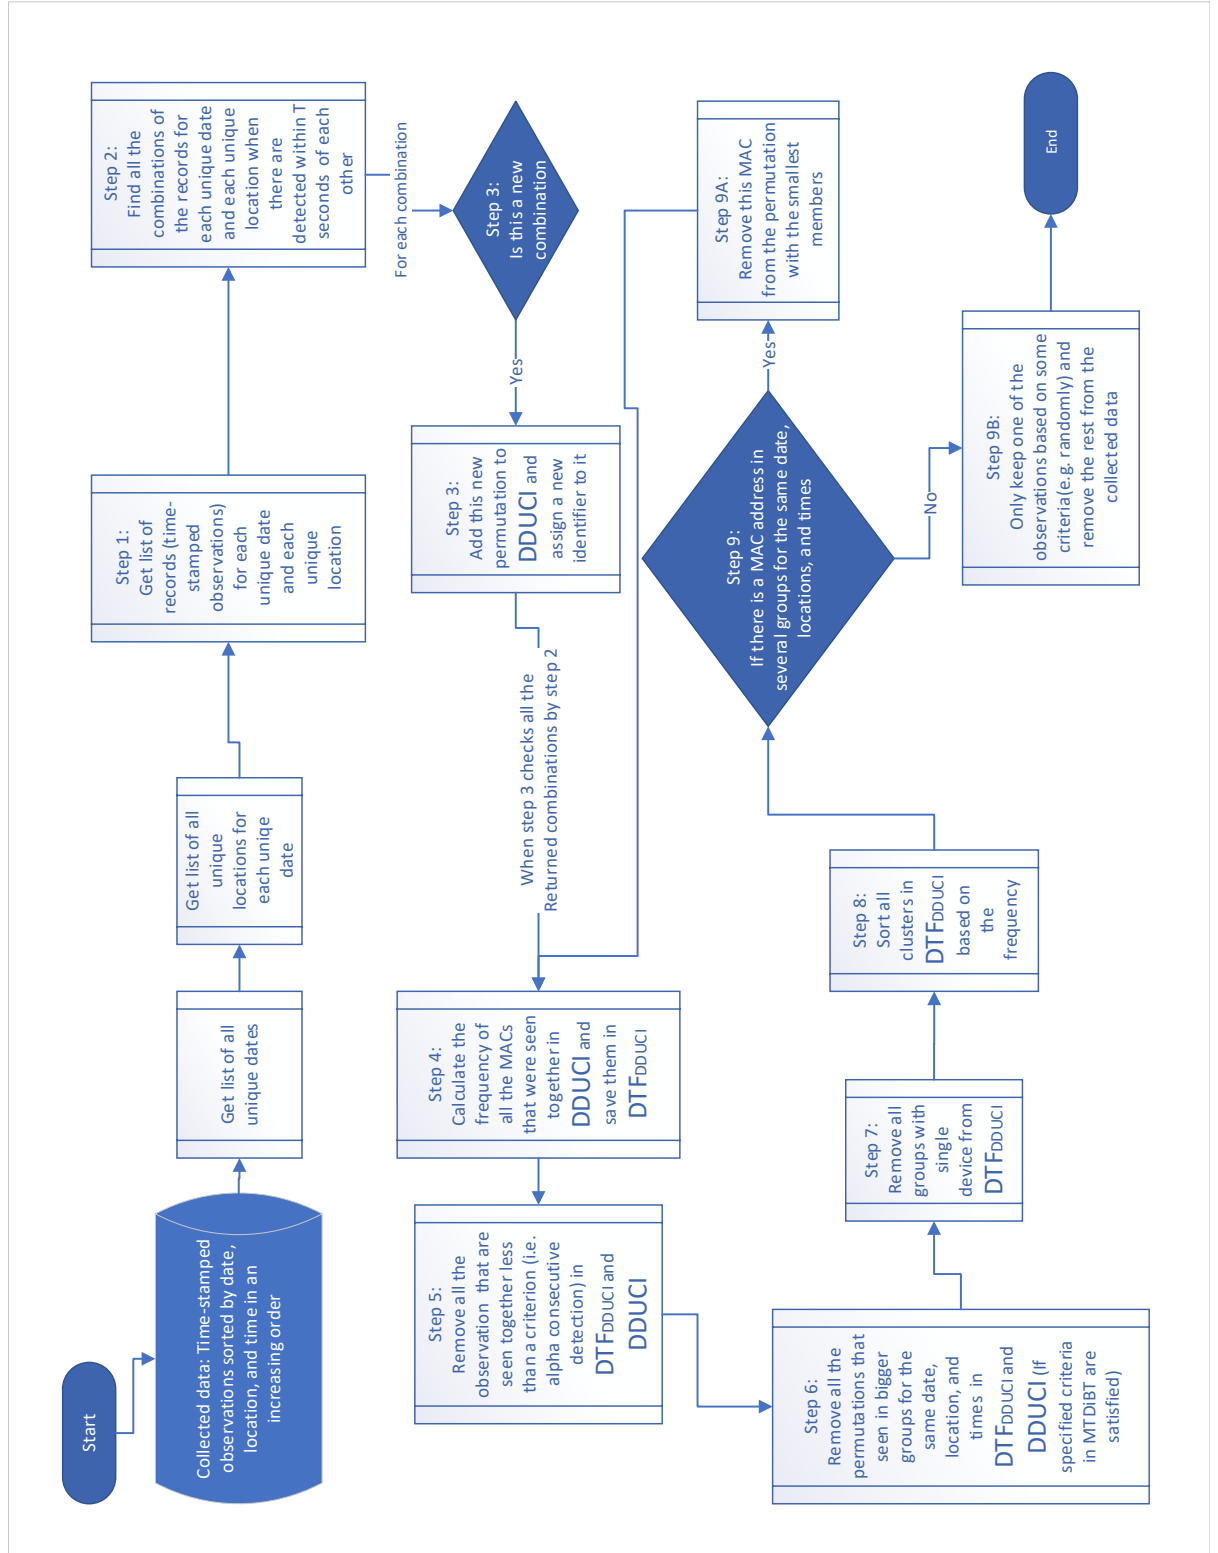 Start
Collected data: Time-stamped
observations sorted by date,
location, and time in an
increasing order
Get list of all
unique dates
Get list of all
unique
locations for
each uniqe
date
Step 1:
Get list of
records (time-
stamped
observations)
for each
unique date
and each
unique
location
Step 2:
Find all the
combinations of
the records for
each unique date
and each unique
location when
there are
detected within T
seconds of each
other
For each combination
Step 3:
Is this a new
combination
Yes
Step 3:
Add this new
permutation to
DDUCI and
assign a new
identifier to it
When step 3 checks all the
Returned combinations by step 2
Step 4:
Calculate the
frequency of
all the MACs
that were seen
together in
DDUCI and
save them in
DTFDDUCI
Step 5:
Remove all the
observation that are
seen together less
than a criterion (i.e.
alpha consecutive
detection) in
DTFDDUCI and
DDUCI
Step 6:
Remove all the
permutations that
seen in bigger
groups for the
same date,
location, and
times in
DTFDDUCI and
DDUCI (If
specified criteria
in MTDiBT are
satisfied)
Step 7:
Remove all
groups with
single
device from
DTFDDUCI
Step 8:
Sort all
clusters in
DTFDDUCI
based on
the
frequency
Step 9:
If there is a MAC address in
several groups for the same date,
locations, and times
Yes
Step 9A:
Remove this MAC
from the permutation
with the smallest
members
No
Step 9B:
Only keep one of the
observations based on some
criteria(e.g. randomly) and
remove the rest from the
collected data
End